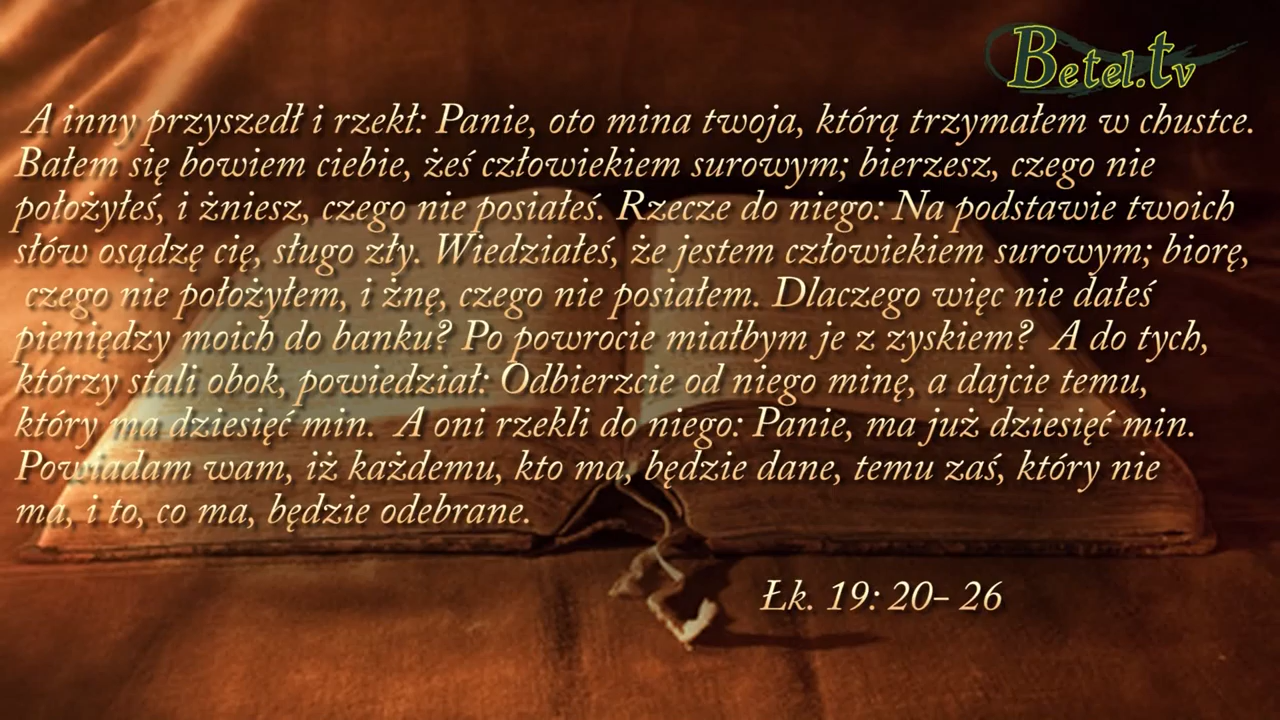 Betel.tv
A inny przyszedł i rzekł: Panie, oto mina twoja, którą trzymałem w chustce.
Bałem się bowiem ciebie, żeś człowiekiem surowym; bierzesz, czego nie
położyłeś, i żniesz, czego nie posiałeś. Rzecze do niego: Na podstawie twoich
słów osądzę cię, sługo zły. Wiedziałeś, że jestem człowiekiem surowym; biorę,
czego nie położyłem, i żnę, czego nie posiałem. Dlaczego więc nie dałeś
pieniędzy moich do banku? Po powrocie miałbym je z zyskiem? A do tych,
którzy stali obok, powiedział: Odbierzcie od niego minę, a dajcie temu,
który ma dziesięć min. A oni rzekli do niego: Panie, ma już dziesięć min.
Powiadam wam, iż każdemu, kto ma, będzie dane, temu zaś, który nie
ma, i to, co ma, będzie odebrane.
Łk. 19: 20- 26